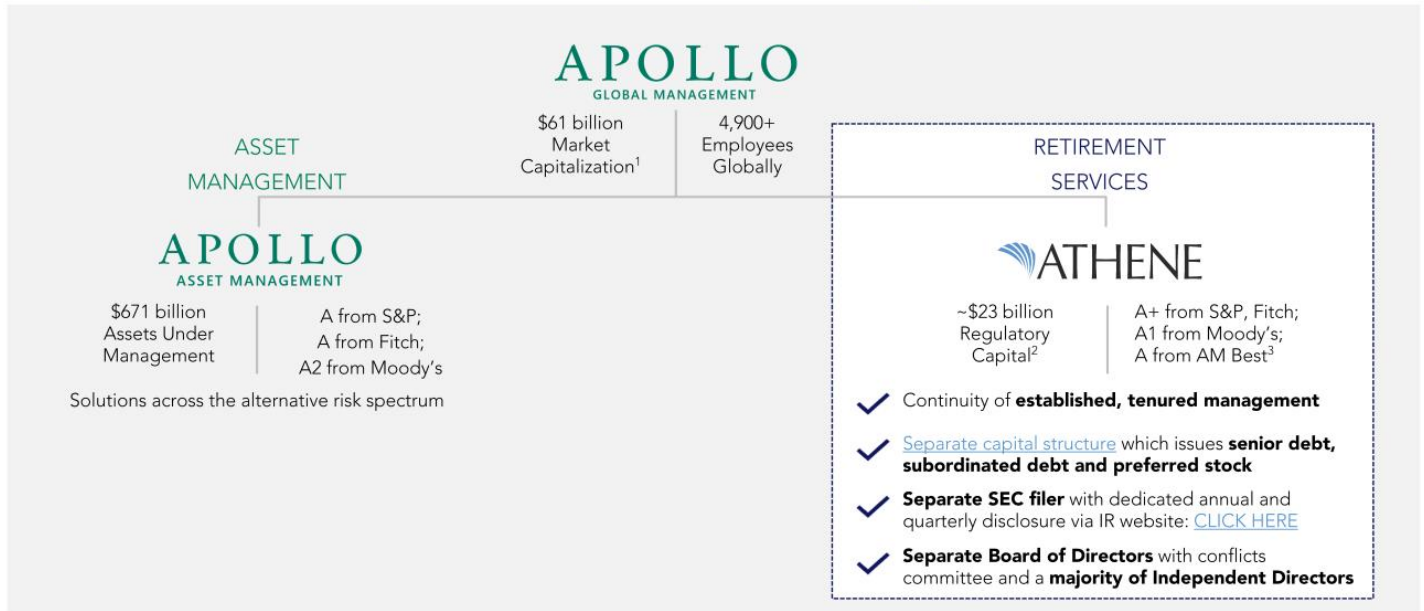 APOLLO
GLOBAL MANAGEMENT
$61 billion
Market
Capitalization1
4,900+
Employees
Globally
ASSET
MANAGEMENT
APOLLO
ASSET MANAGEMENT
$671 billion
Assets Under
Management
A from S&P;
A from Fitch;
A2 from Moody's
Solutions across the alternative risk spectrum
RETIREMENT
SERVICES
ATHENE
~$23 billion
Regulatory
Capital2
A+ from S&P, Fitch;
A1 from Moody's;
A from AM Best3
Continuity of established, tenured management
Separate capital structure which issues senior debt,
subordinated debt and preferred stock
Separate SEC filer with dedicated annual and
quarterly disclosure via IR website: CLICK HERE
Separate Board of Directors with conflicts
committee and a majority of Independent Directors